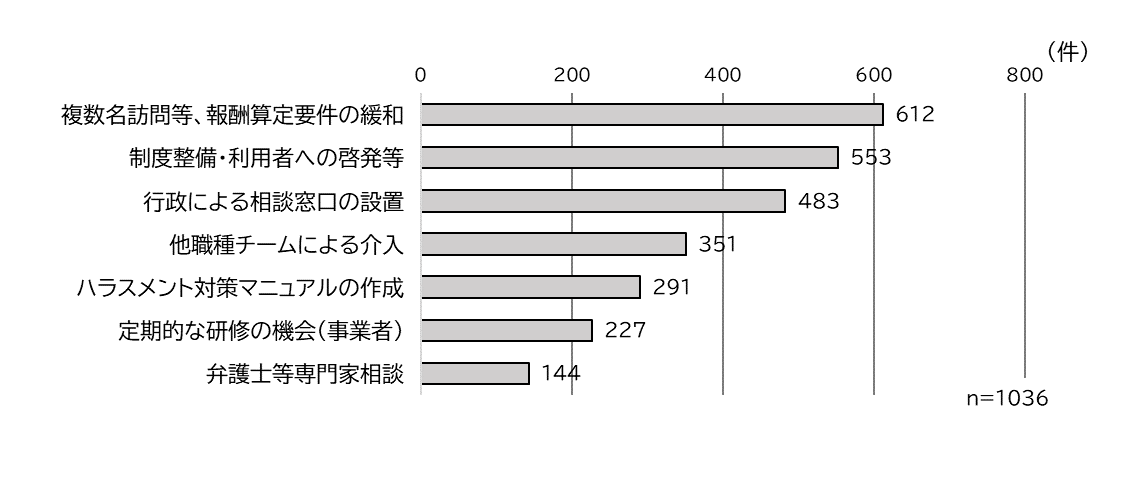 （件）
0 200 400 600 800
複数名訪問等、報酬算定要件の緩和 612
制度整備・利用者への啓発等 553
行政による相談窓口の設置 483
他職種チームによる介入 351
ハラスメント対策マニュアルの作成 291
定期的な研修の機会（事業者） 227
弁護士等専門家相談 144
n=1036